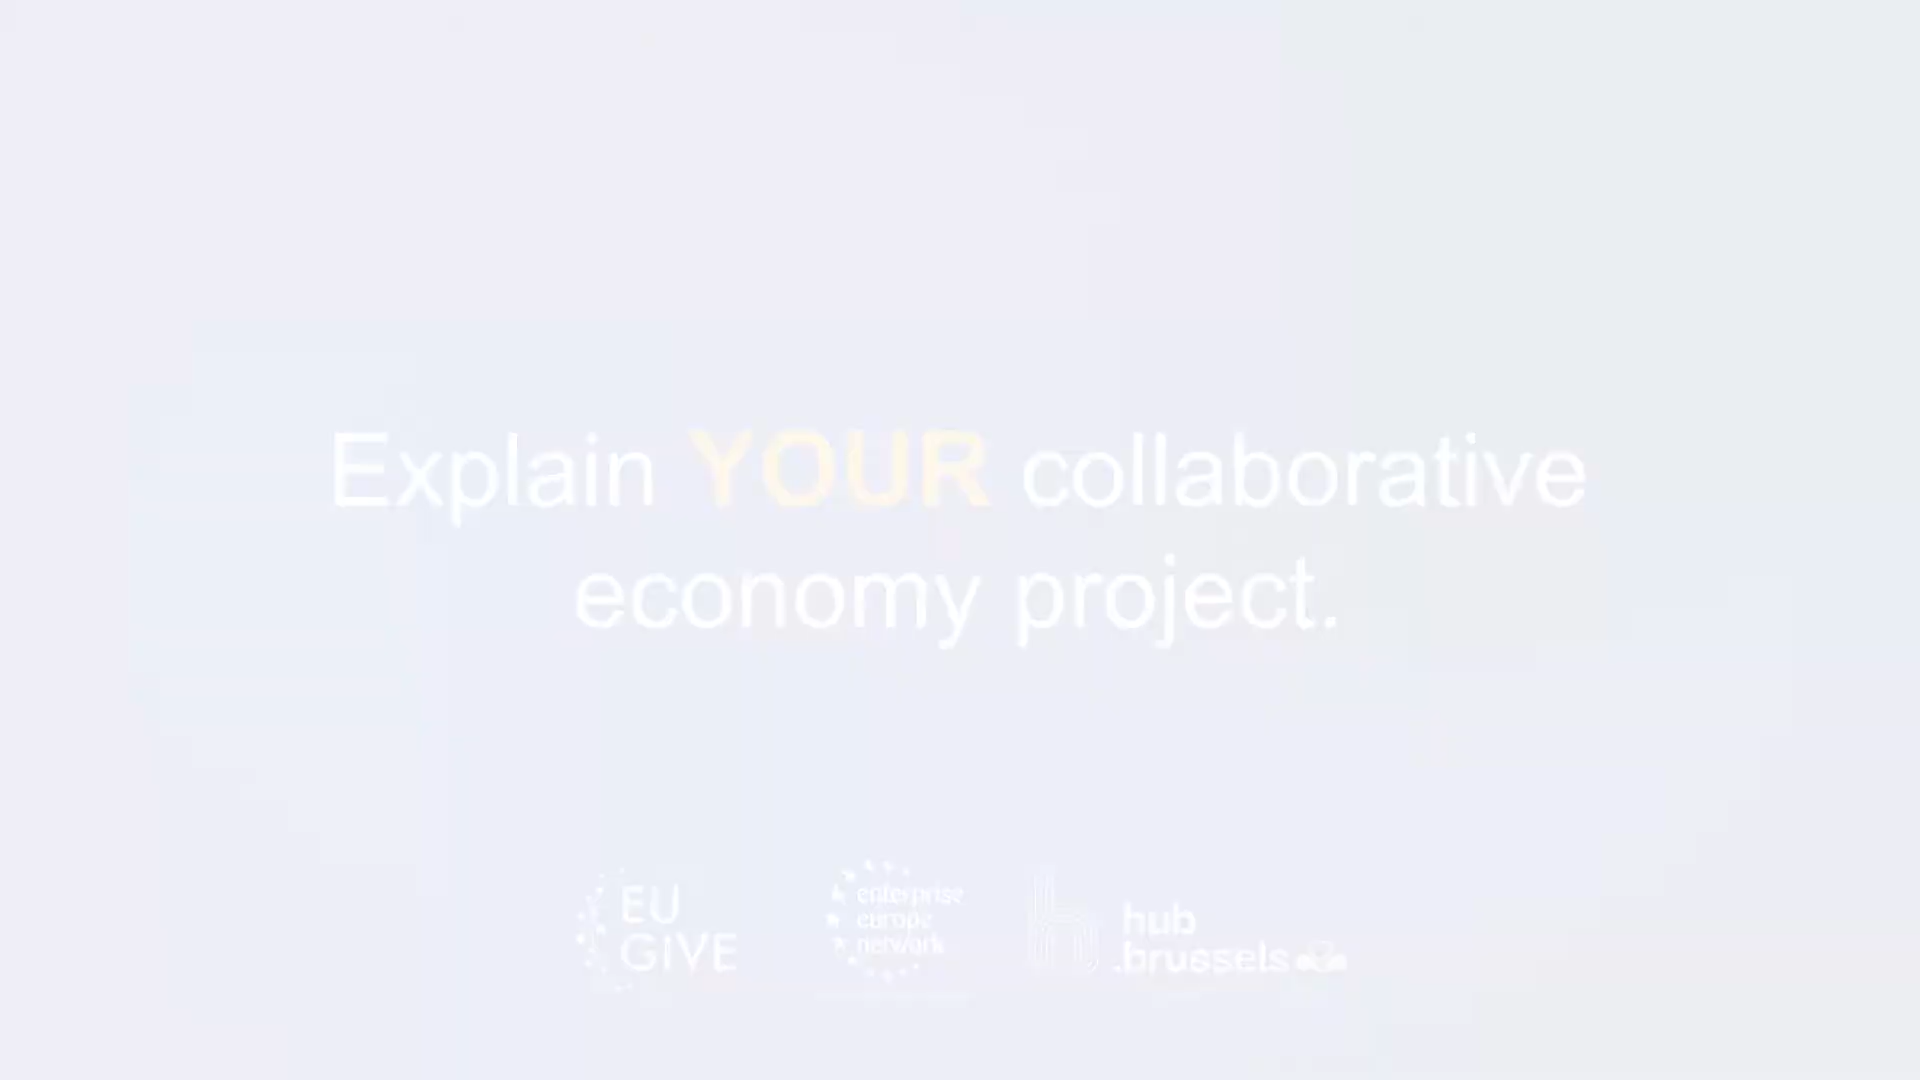 Explain YOUR collaborative
economy project.
EU
GIVE
enterprise
europe
network
hub
.brussels